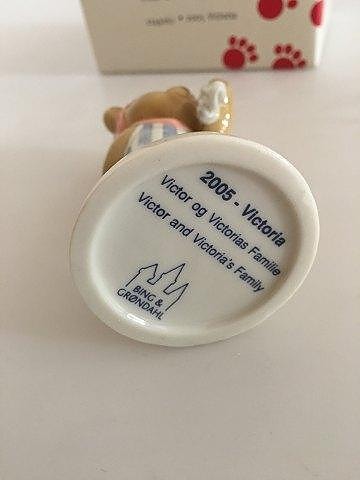 2005 - Victoria
Victor og Victorias Familie
Victor and Victoria's Family
BING &
GRØNDAHL